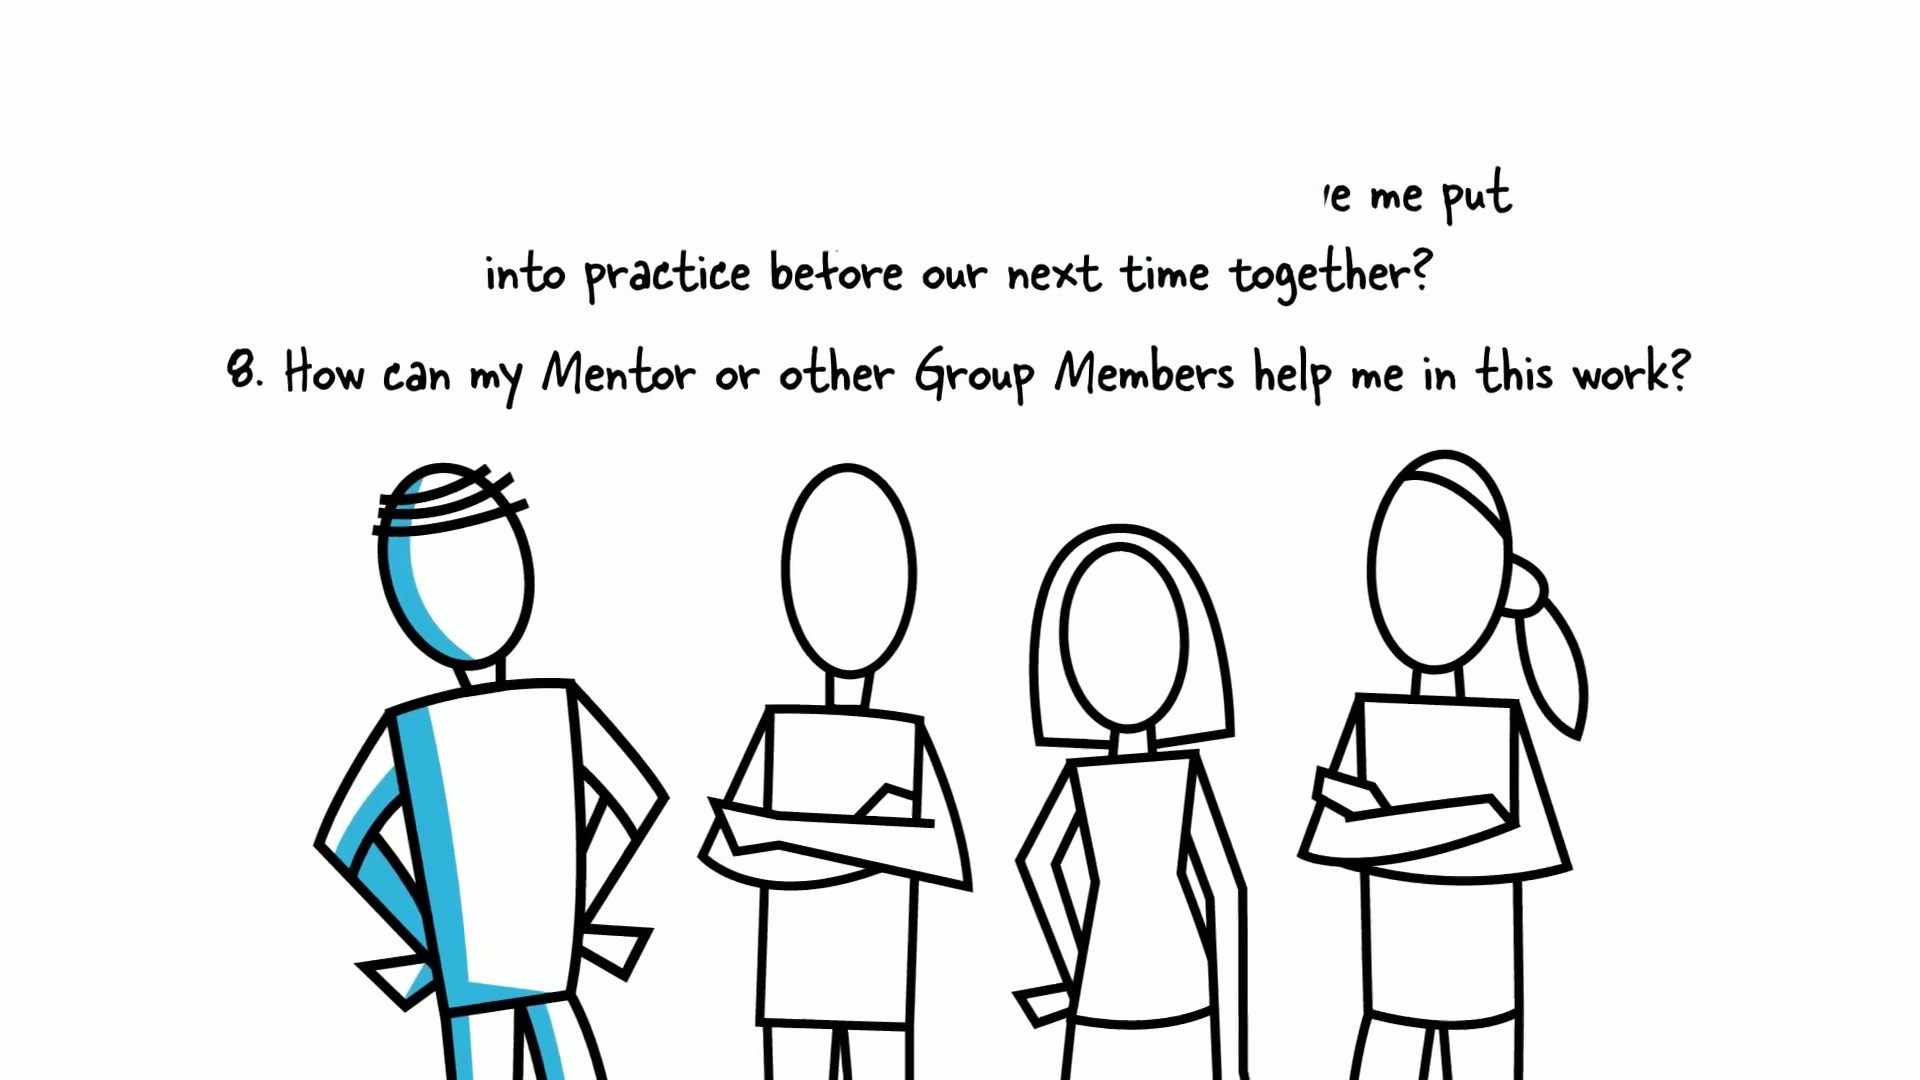 me put
into practice before our next time together?
8. How can my Mentor or other Group Members help me in this work?